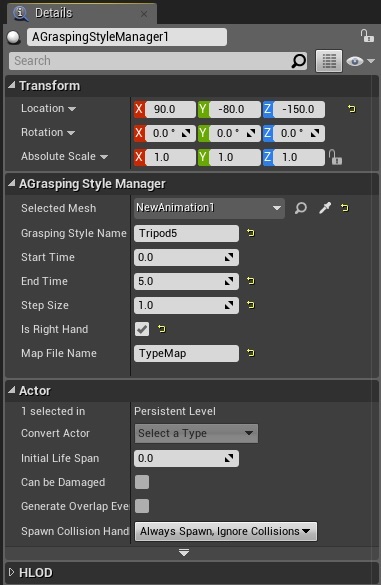 Details
AGraspingStyleManager1
Search
Transform
Location X 90.0 Y -80.0 Z -150.0
Rotation X 0.0 ° Y 0.0 ° Z 0.0 °
Absolute Scale X 1.0 Y 1.0 Z 1.0
AGrasping Style Manager
Selected Mesh NewAnimation1
Grasping Style Name Tripod5
Start Time 0.0
End Time 5.0
Step Size 1.0
Is Right Hand
Map File Name TypeMap
Actor
1 selected in Persistent Level
Convert Actor Select a Type
Initial Life Span 0.0
Can be Damaged
Generate Overlap Eve
Spawn Collision Hand Always Spawn, Ignore Collisions
HLOD